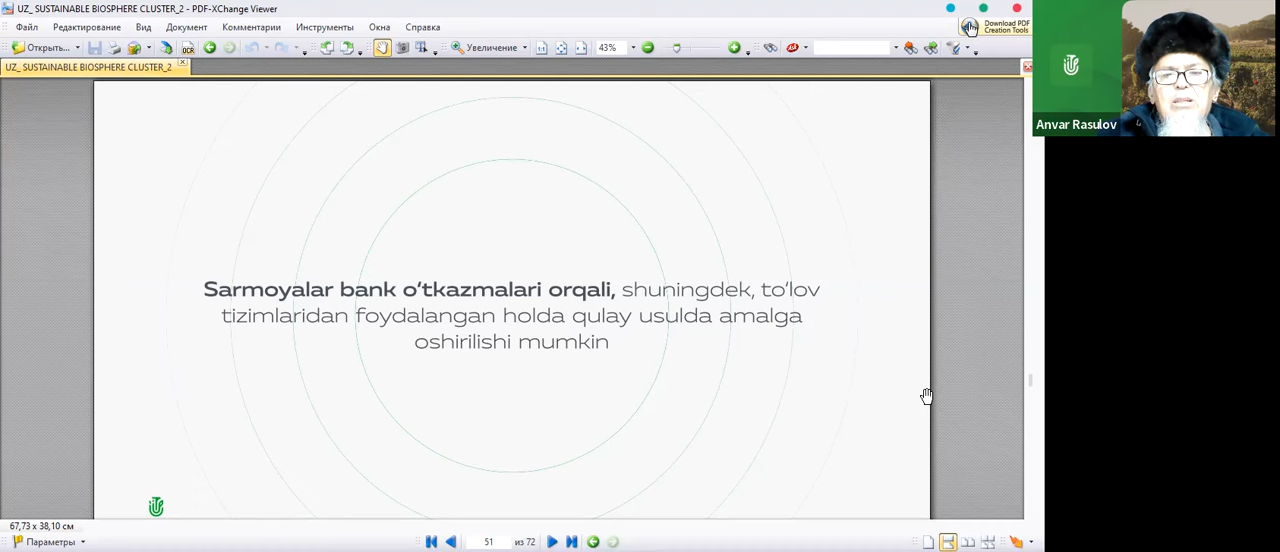 UZ_ SUSTAINABLE BIOSPHERE CLUSTER_2 - PDF-XChange Viewer
Файл Редактирование Вид Документ Комментарии Инструменты Окна Справка
Download PDF
Creation Tools
Открыть... OCR Увеличение 43%
UZ_ SUSTAINABLE BIOSPHERE CLUSTER_2
Anvar Rasulov
Sarmoyalar bank o‘tkazmalari orqali, shuningdek, to‘lov
tizimlaridan foydalangan holda qulay usulda amalga
oshirilishi mumkin
67,73 x 38,10 см
Параметры 51 из 72